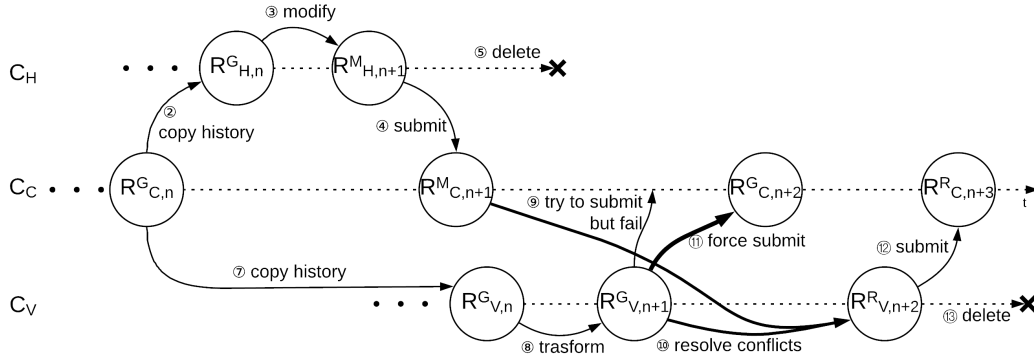 ③ modify
⑤ delete
C_H
R^G_H,n
R^M_H,n+1
②
copy history
④ submit
C_C
R^G_C,n
R^M_C,n+1
R^G_C,n+2
R^R_C,n+3
t
⑨ try to submit
but fail
⑪ force submit
⑫ submit
⑦ copy history
C_V
R^G_V,n
R^G_V,n+1
R^R_V,n+2
⑬ delete
⑧ trasform
⑩ resolve conflicts